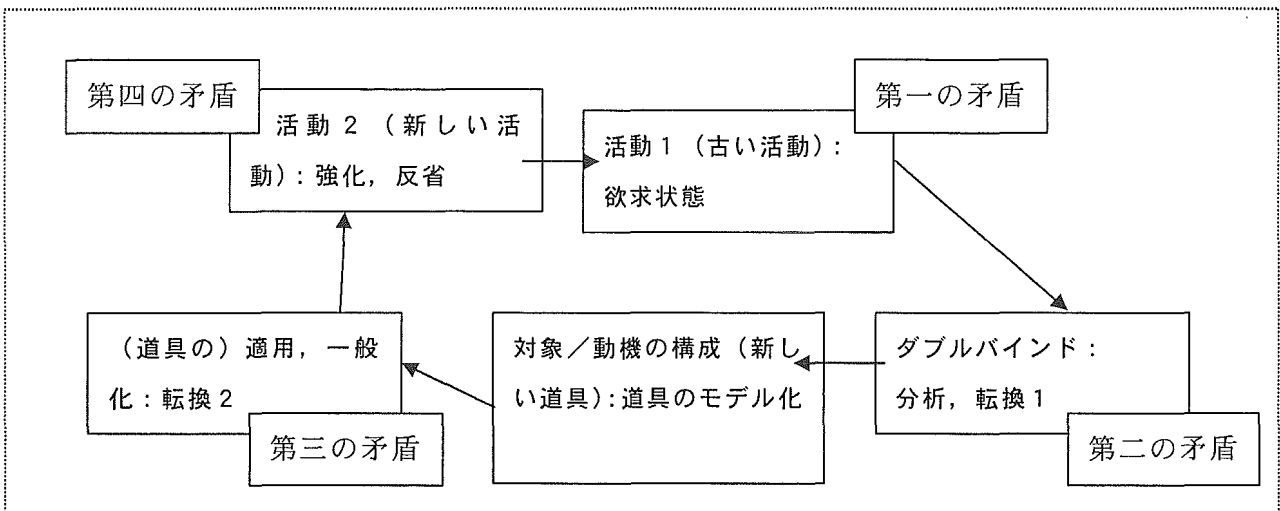 第四の矛盾
活動2（新しい活
動）：強化，反省
第一の矛盾
活動1（古い活動）：
欲求状態
（道具の）適用，一般
化：転換2
第三の矛盾
対象／動機の構成（新し
い道具）：道具のモデル化
ダブルバインド：
分析，転換1
第二の矛盾